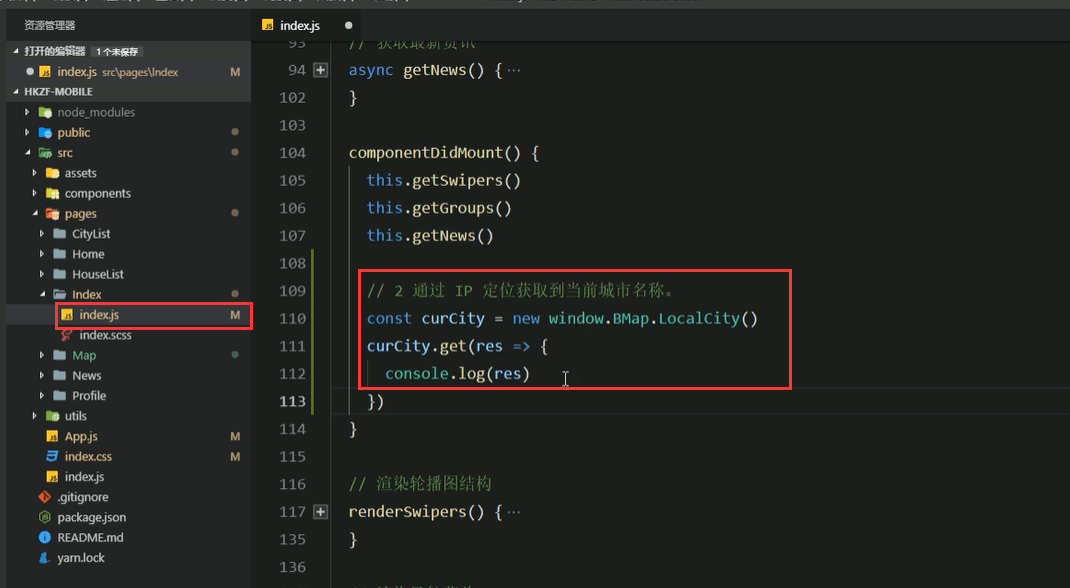 资源管理器
打开的编辑器 1 个未保存
index.js src\pages\Index M
HKZF-MOBILE
node_modules
public
src
assets
components
pages
CityList
Home
HouseList
Index
index.js M
index.scss
Map
News
Profile
utils
App.js M
index.css M
index.js
.gitignore
package.json
README.md
yarn.lock
index.js
93 // 获取最新资讯
94 async getNews() { ···
102 }
103
104 componentDidMount() {
105 this.getSwipers()
106 this.getGroups()
107 this.getNews()
108
109 // 2 通过 IP 定位获取到当前城市名称。
110 const curCity = new window.BMap.LocalCity()
111 curCity.get(res => {
112 console.log(res)
113 })
114 }
115
116 // 渲染轮播图结构
117 renderSwipers() { ···
135 }
136